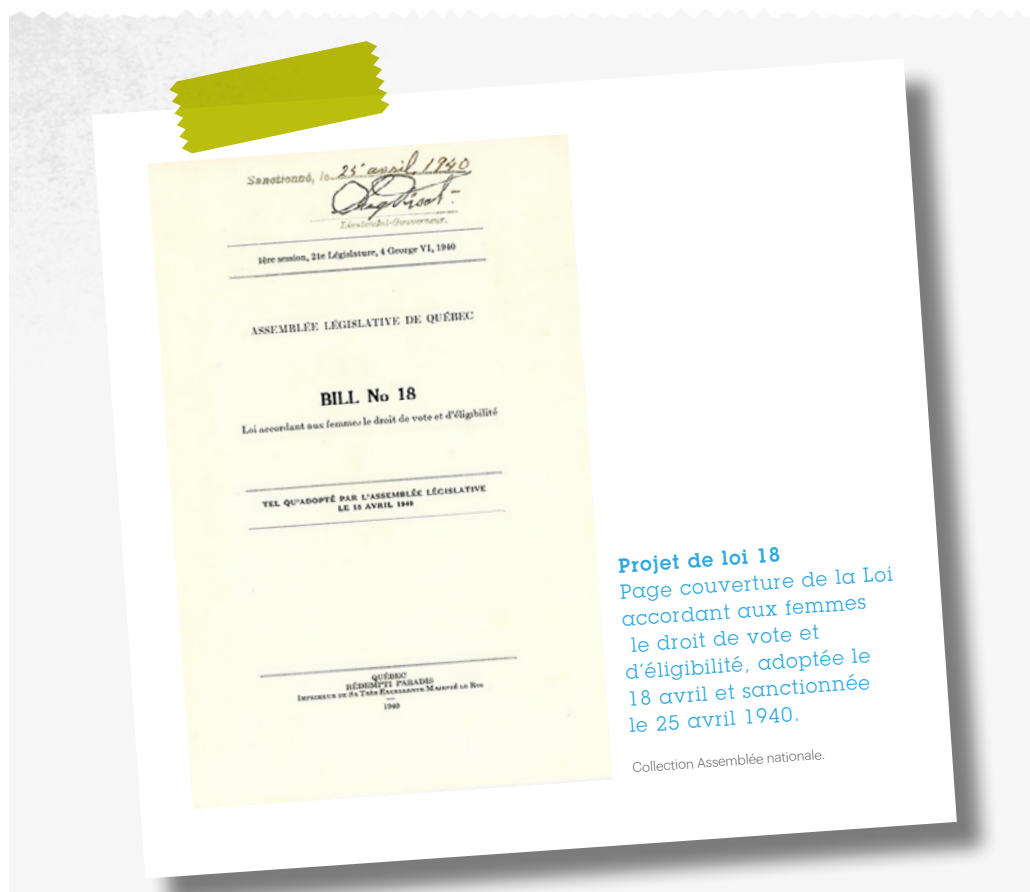 Sanctionné, le 25 avril 1940
Lieutenant-Gouverneur.
1ère session, 21e Législature, 4 George VI, 1940
ASSEMBLÉE LÉGISLATIVE DE QUÉBEC
BILL No 18
Loi accordant aux femmes le droit de vote et d'éligibilité
TEL QU'ADOPTÉ PAR L'ASSEMBLÉE LÉGISLATIVE
LE 18 AVRIL 1940
QUÉBEC
RÉDEMPTI PARADIS
IMPRIMEUR DE SA TRÈS EXCELLENTE MAJESTÉ LE ROI
1940
Projet de loi 18
Page couverture de la Loi
accordant aux femmes
le droit de vote et
d'éligibilité, adoptée le
18 avril et sanctionnée
le 25 avril 1940.
Collection Assemblée nationale.